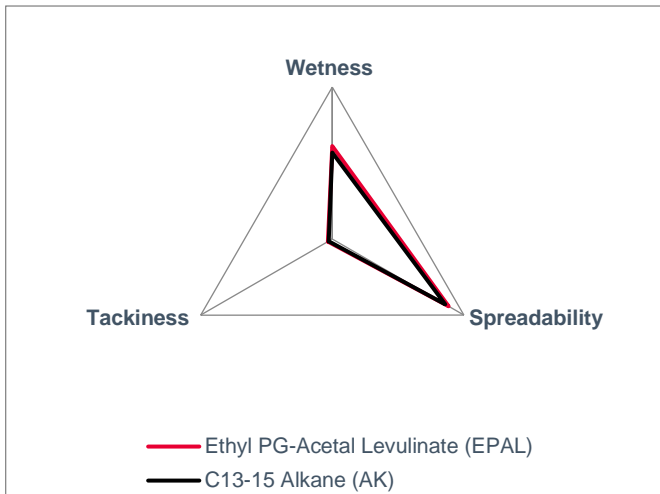 Wetness
Tackiness
Spreadability
Ethyl PG-Acetal Levulinate (EPAL)
C13-15 Alkane (AK)